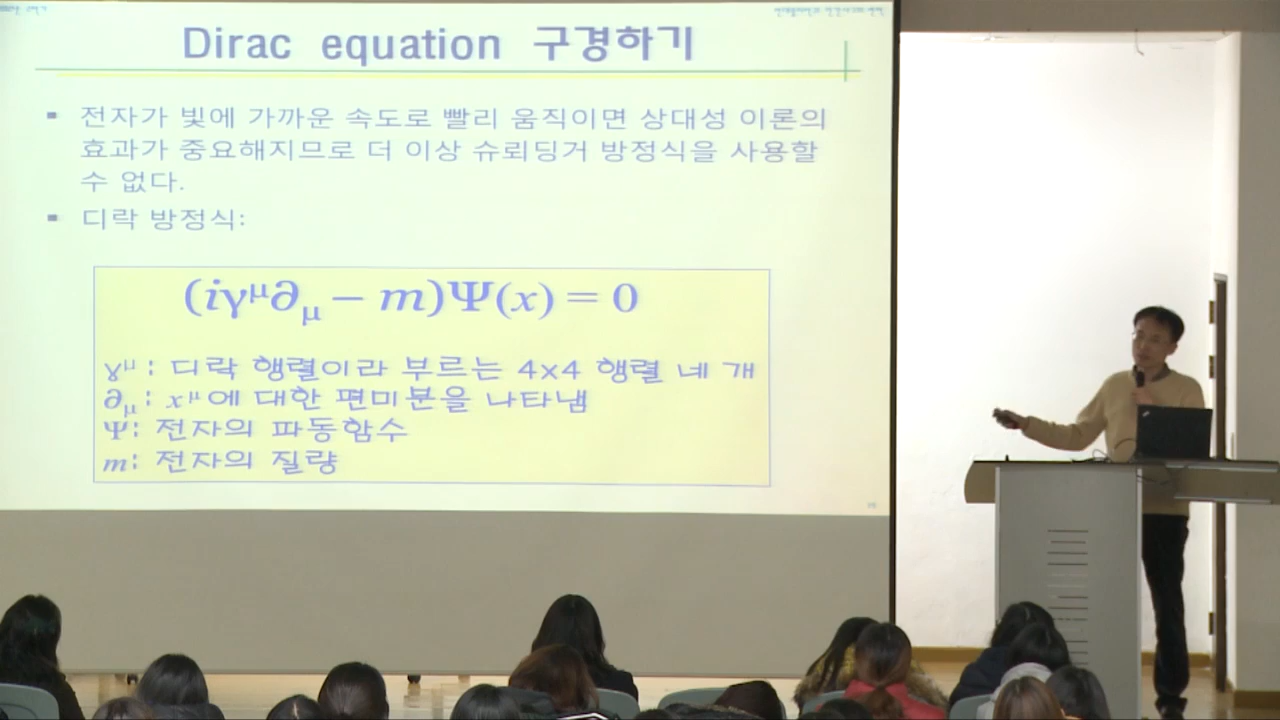 Dirac equation 구경하기
▪ 전자가 빛에 가까운 속도로 빨리 움직이면 상대성 이론의
효과가 중요해지므로 더 이상 슈뢰딩거 방정식을 사용할
수 없다.
▪ 디락 방정식:
(iγ^μ∂_μ − m)Ψ(x) = 0
γ^μ: 디락 행렬이라 부르는 4x4 행렬 네 개
∂_μ: x^μ에 대한 편미분을 나타냄
Ψ: 전자의 파동함수
m: 전자의 질량